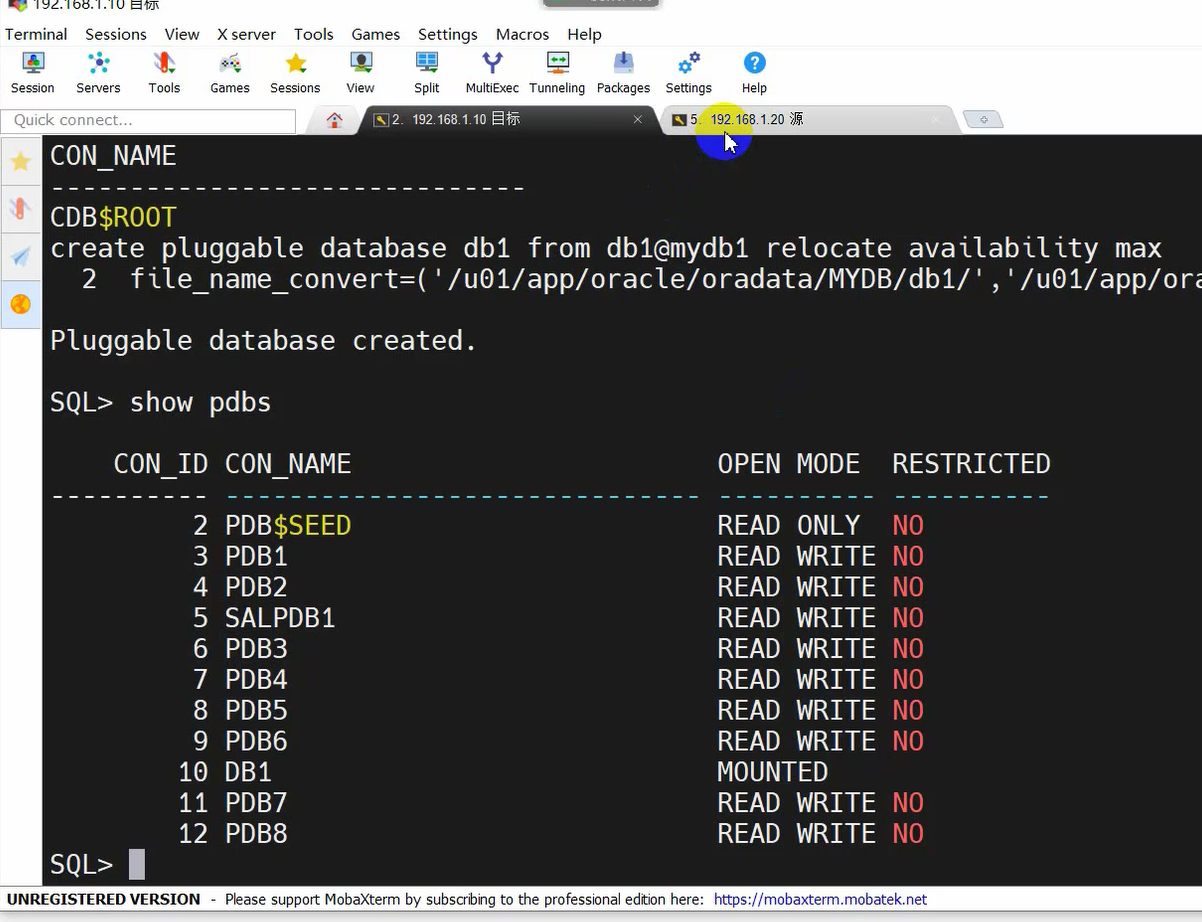 192.168.1.10 目标
Terminal Sessions View X server Tools Games Settings Macros Help
Session Servers Tools Games Sessions View Split MultiExec Tunneling Packages Settings Help
Quick connect... 2. 192.168.1.10 目标 5. 192.168.1.20 源
CON_NAME
------------------------------
CDB$ROOT
create pluggable database db1 from db1@mydb1 relocate availability max
2 file_name_convert=('/u01/app/oracle/oradata/MYDB/db1/','/u01/app/ora
Pluggable database created.
SQL> show pdbs
CON_ID CON_NAME OPEN MODE RESTRICTED
---------- ------------------------------ ---------- ----------
2 PDB$SEED READ ONLY NO
3 PDB1 READ WRITE NO
4 PDB2 READ WRITE NO
5 SALPDB1 READ WRITE NO
6 PDB3 READ WRITE NO
7 PDB4 READ WRITE NO
8 PDB5 READ WRITE NO
9 PDB6 READ WRITE NO
10 DB1 MOUNTED
11 PDB7 READ WRITE NO
12 PDB8 READ WRITE NO
SQL>
UNREGISTERED VERSION - Please support MobaXterm by subscribing to the professional edition here: https://mobaxterm.mobatek.net